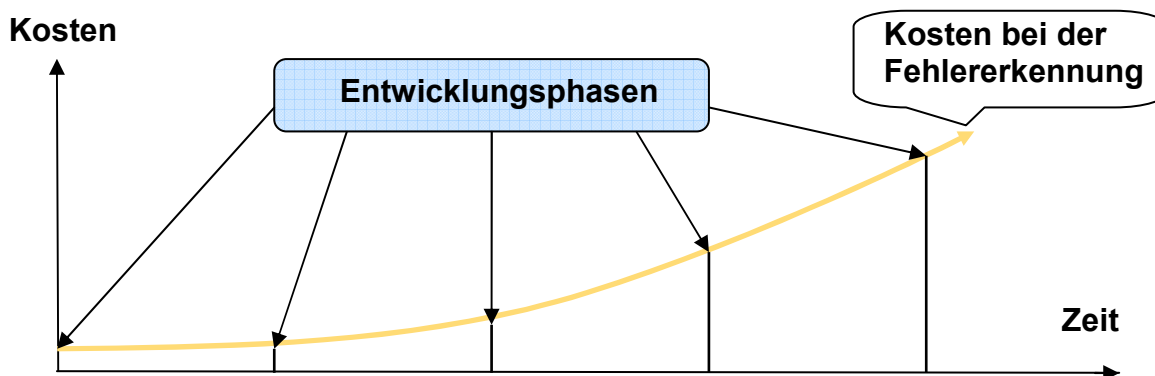 Kosten
Entwicklungsphasen
Kosten bei der
Fehlererkennung
Zeit